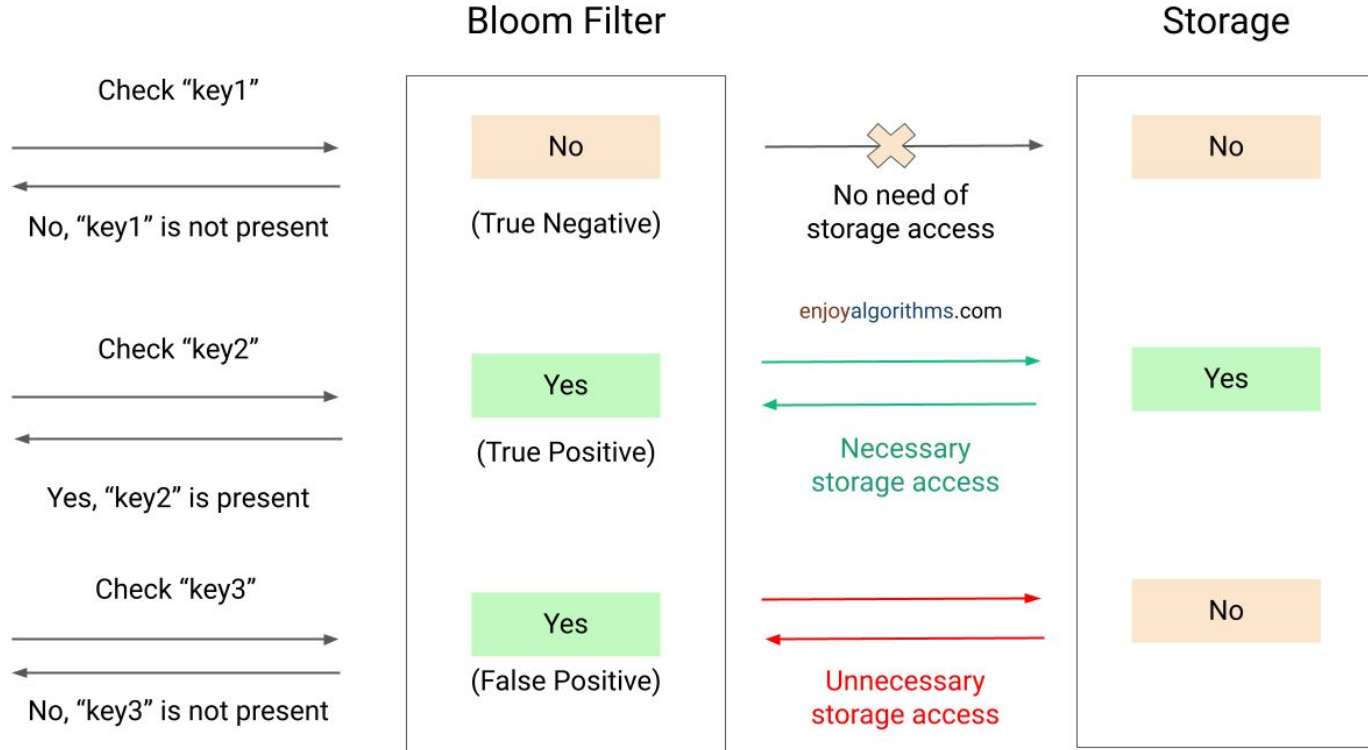 Bloom Filter
Storage
Check “key1”
No
No
No, “key1” is not present
(True Negative)
No need of
storage access
enjoyalgorithms.com
Check “key2”
Yes
Yes
(True Positive)
Necessary
storage access
Yes, “key2” is present
Check “key3”
Yes
No
(False Positive)
Unnecessary
storage access
No, “key3” is not present